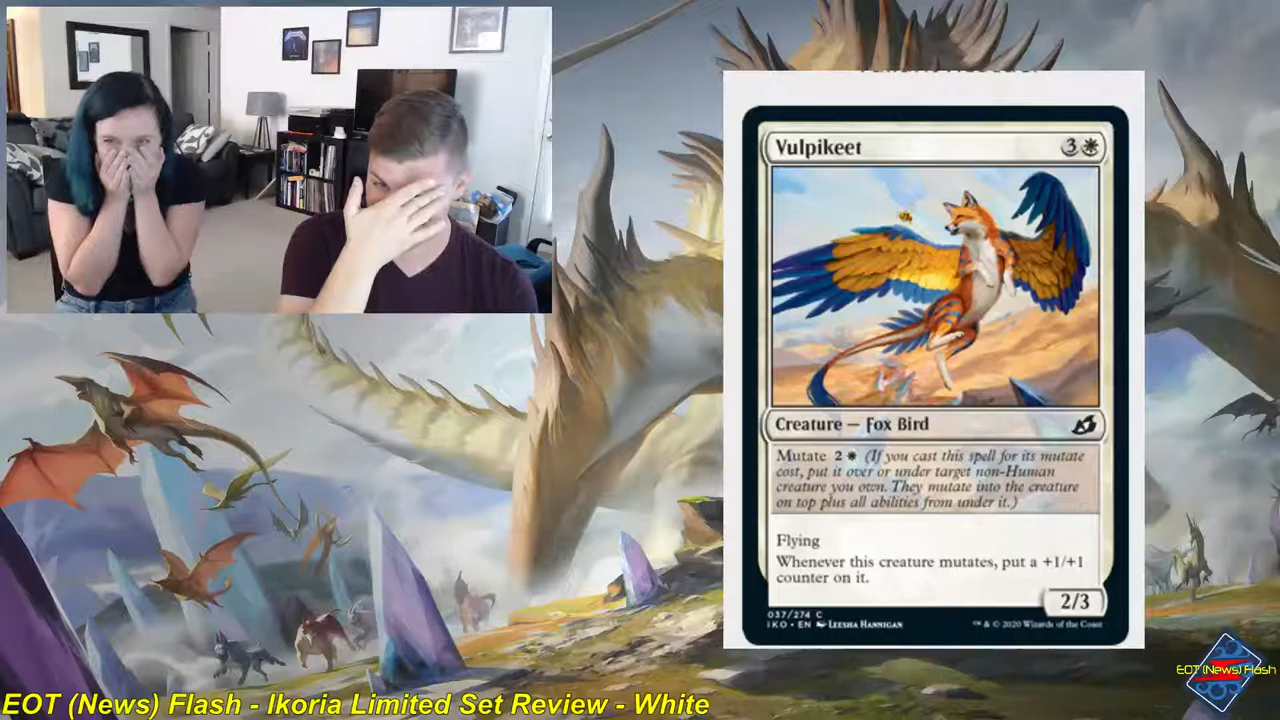 Vulpikeet 3
Creature — Fox Bird
Mutate 2 (If you cast this spell for its mutate
cost, put it over or under target non-Human
creature you own. They mutate into the creature
on top plus all abilities from under it.)
Flying
Whenever this creature mutates, put a +1/+1
counter on it.
2/3
037/274 C
IKO • EN LEESHA HANNIGAN
™ & © 2020 Wizards of the Coast
EOT (News) Flash
EOT (News) Flash - Ikoria Limited Set Review - White